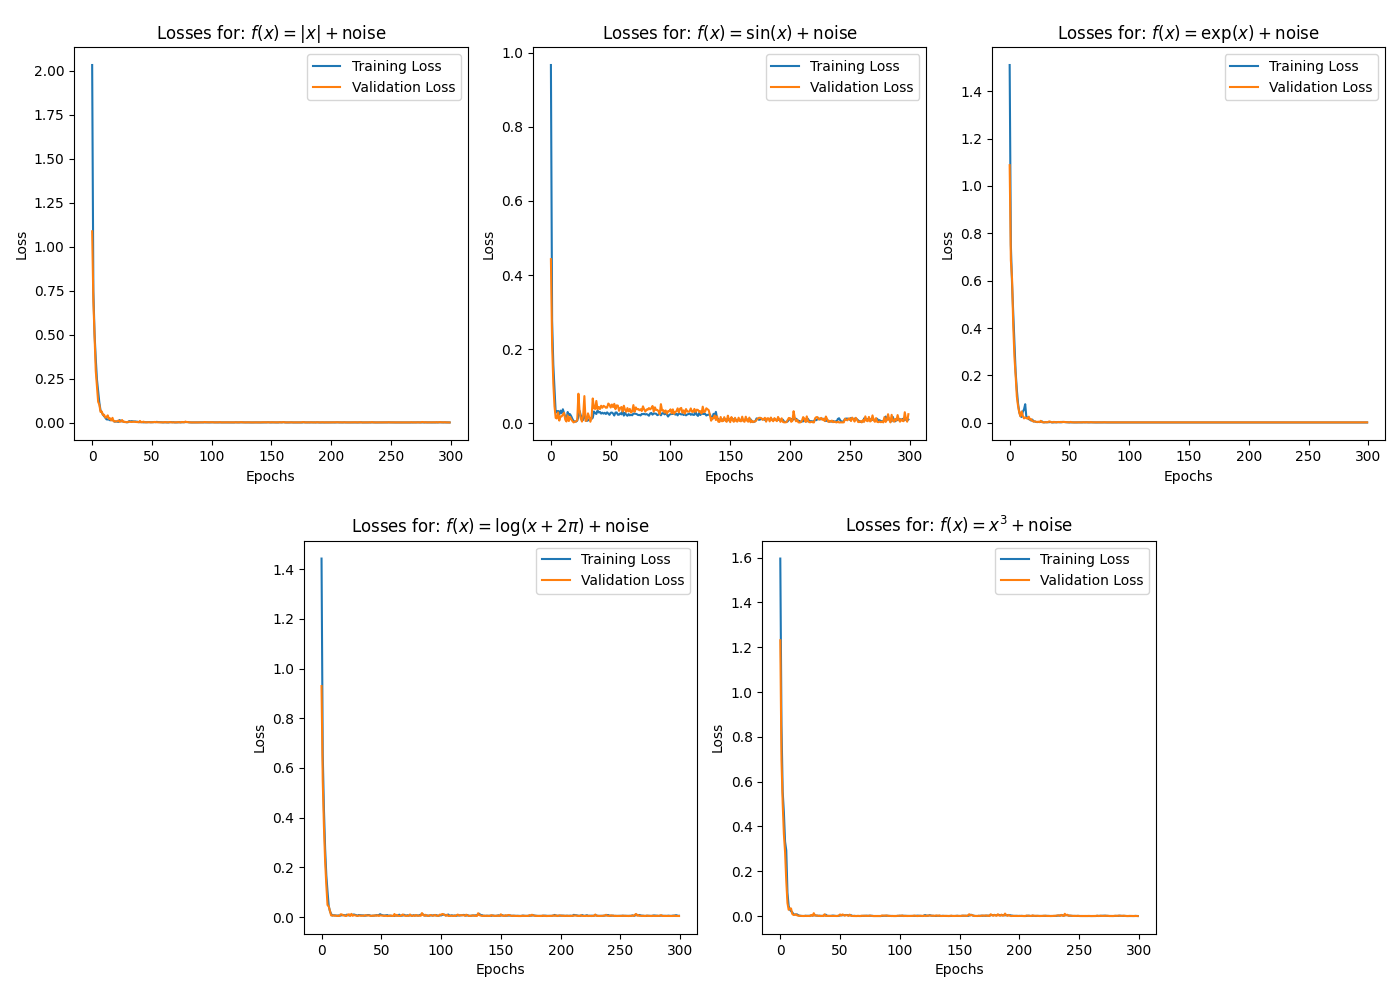 Losses for: f(x) = |x| + noise
Training Loss
Validation Loss
2.00
1.75
1.50
1.25
1.00
0.75
0.50
0.25
0.00
Loss
0 50 100 150 200 250 300
Epochs
Losses for: f(x) = sin(x) + noise
Training Loss
Validation Loss
1.0
0.8
0.6
0.4
0.2
0.0
Loss
0 50 100 150 200 250 300
Epochs
Losses for: f(x) = exp(x) + noise
Training Loss
Validation Loss
1.4
1.2
1.0
0.8
0.6
0.4
0.2
0.0
Loss
0 50 100 150 200 250 300
Epochs
Losses for: f(x) = log(x + 2π) + noise
Training Loss
Validation Loss
1.4
1.2
1.0
0.8
0.6
0.4
0.2
0.0
Loss
0 50 100 150 200 250 300
Epochs
Losses for: f(x) = x³ + noise
Training Loss
Validation Loss
1.6
1.4
1.2
1.0
0.8
0.6
0.4
0.2
0.0
Loss
0 50 100 150 200 250 300
Epochs